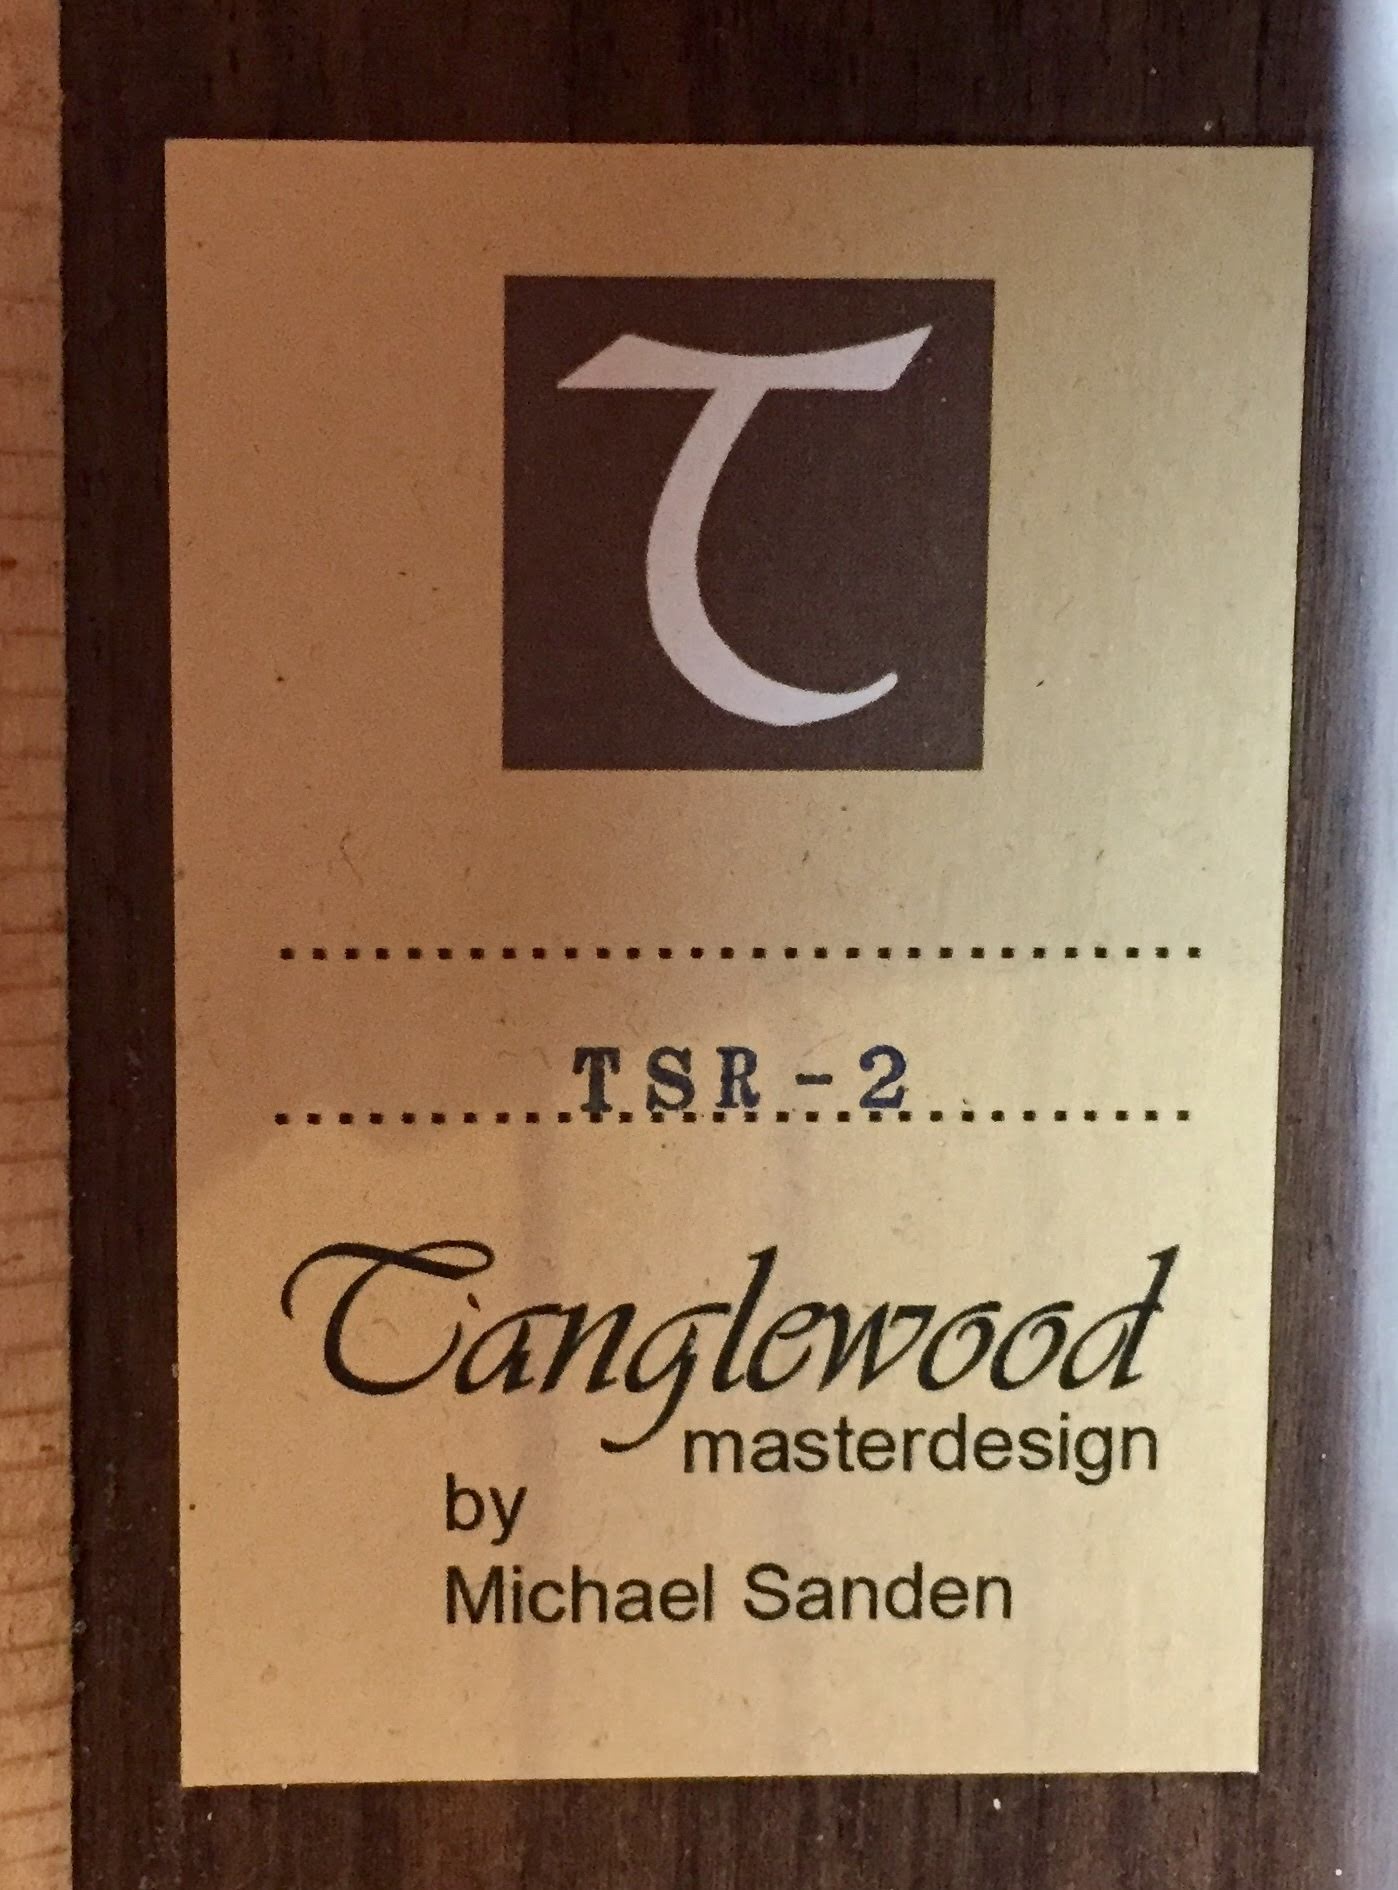 T
TSR-2
Tanglewood
masterdesign
by
Michael Sanden